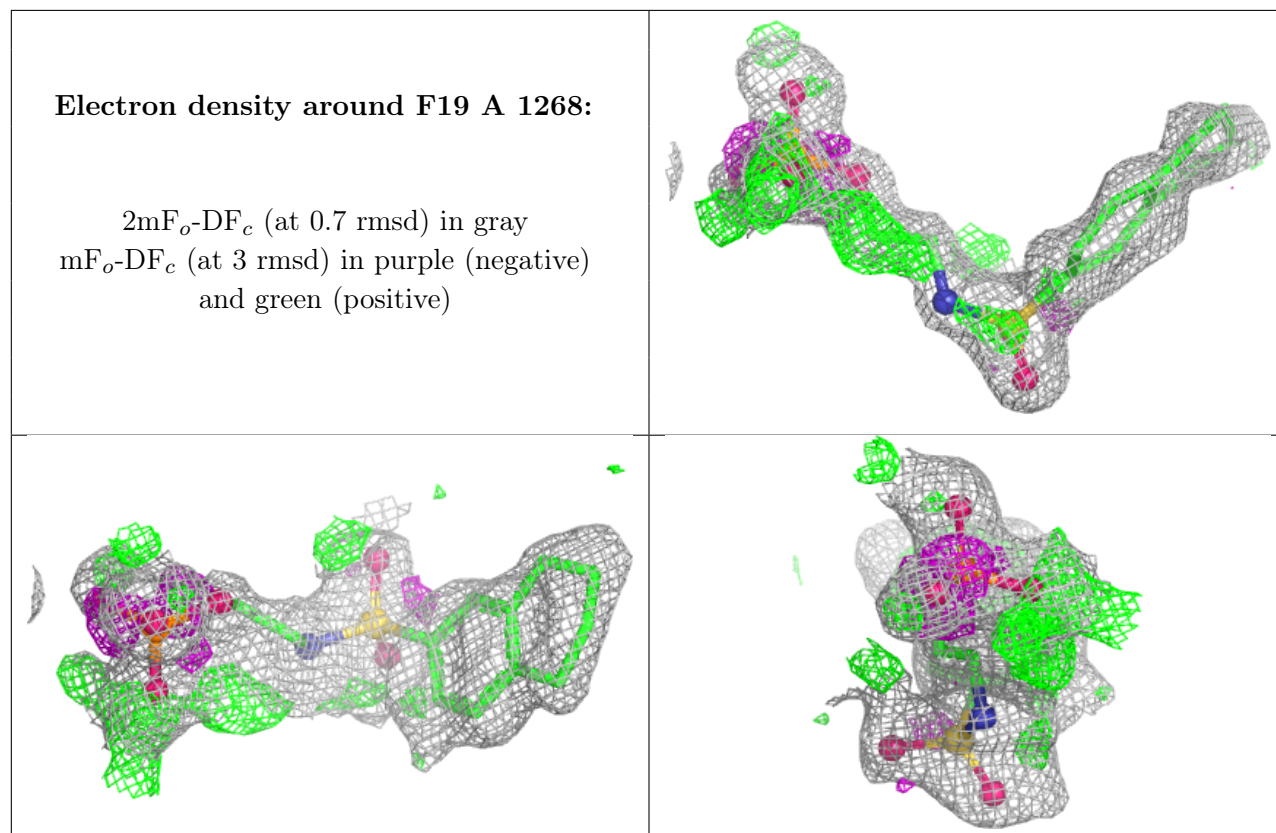 Electron density around F19 A 1268:
2mFo-DFc (at 0.7 rmsd) in gray
mFo-DFc (at 3 rmsd) in purple (negative)
and green (positive)